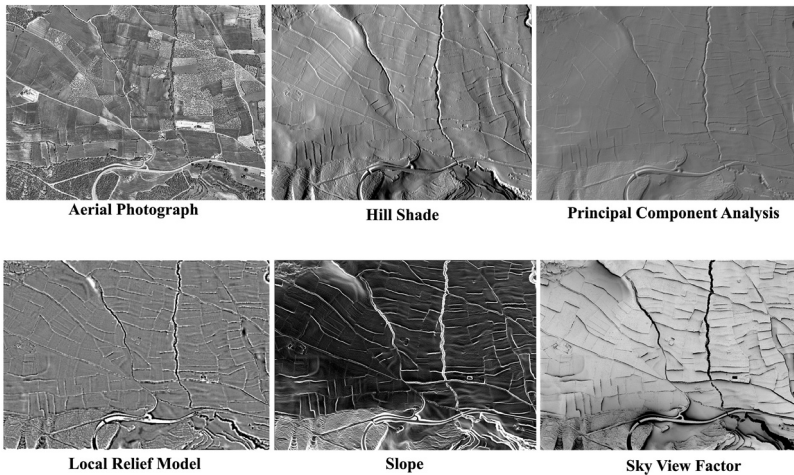 Aerial Photograph
Hill Shade
Principal Component Analysis
Local Relief Model
Slope
Sky View Factor